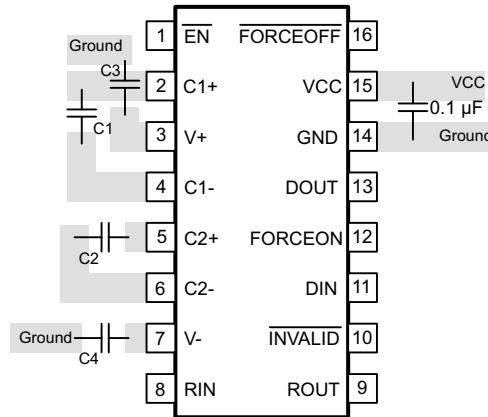 1 EN FORCEOFF 16
Ground
C3
2 C1+ VCC 15 VCC
C1
0.1 µF
3 V+ GND 14 Ground
4 C1- DOUT 13
5 C2+ FORCEON 12
C2
6 C2- DIN 11
Ground 7 V- INVALID 10
C4
8 RIN ROUT 9